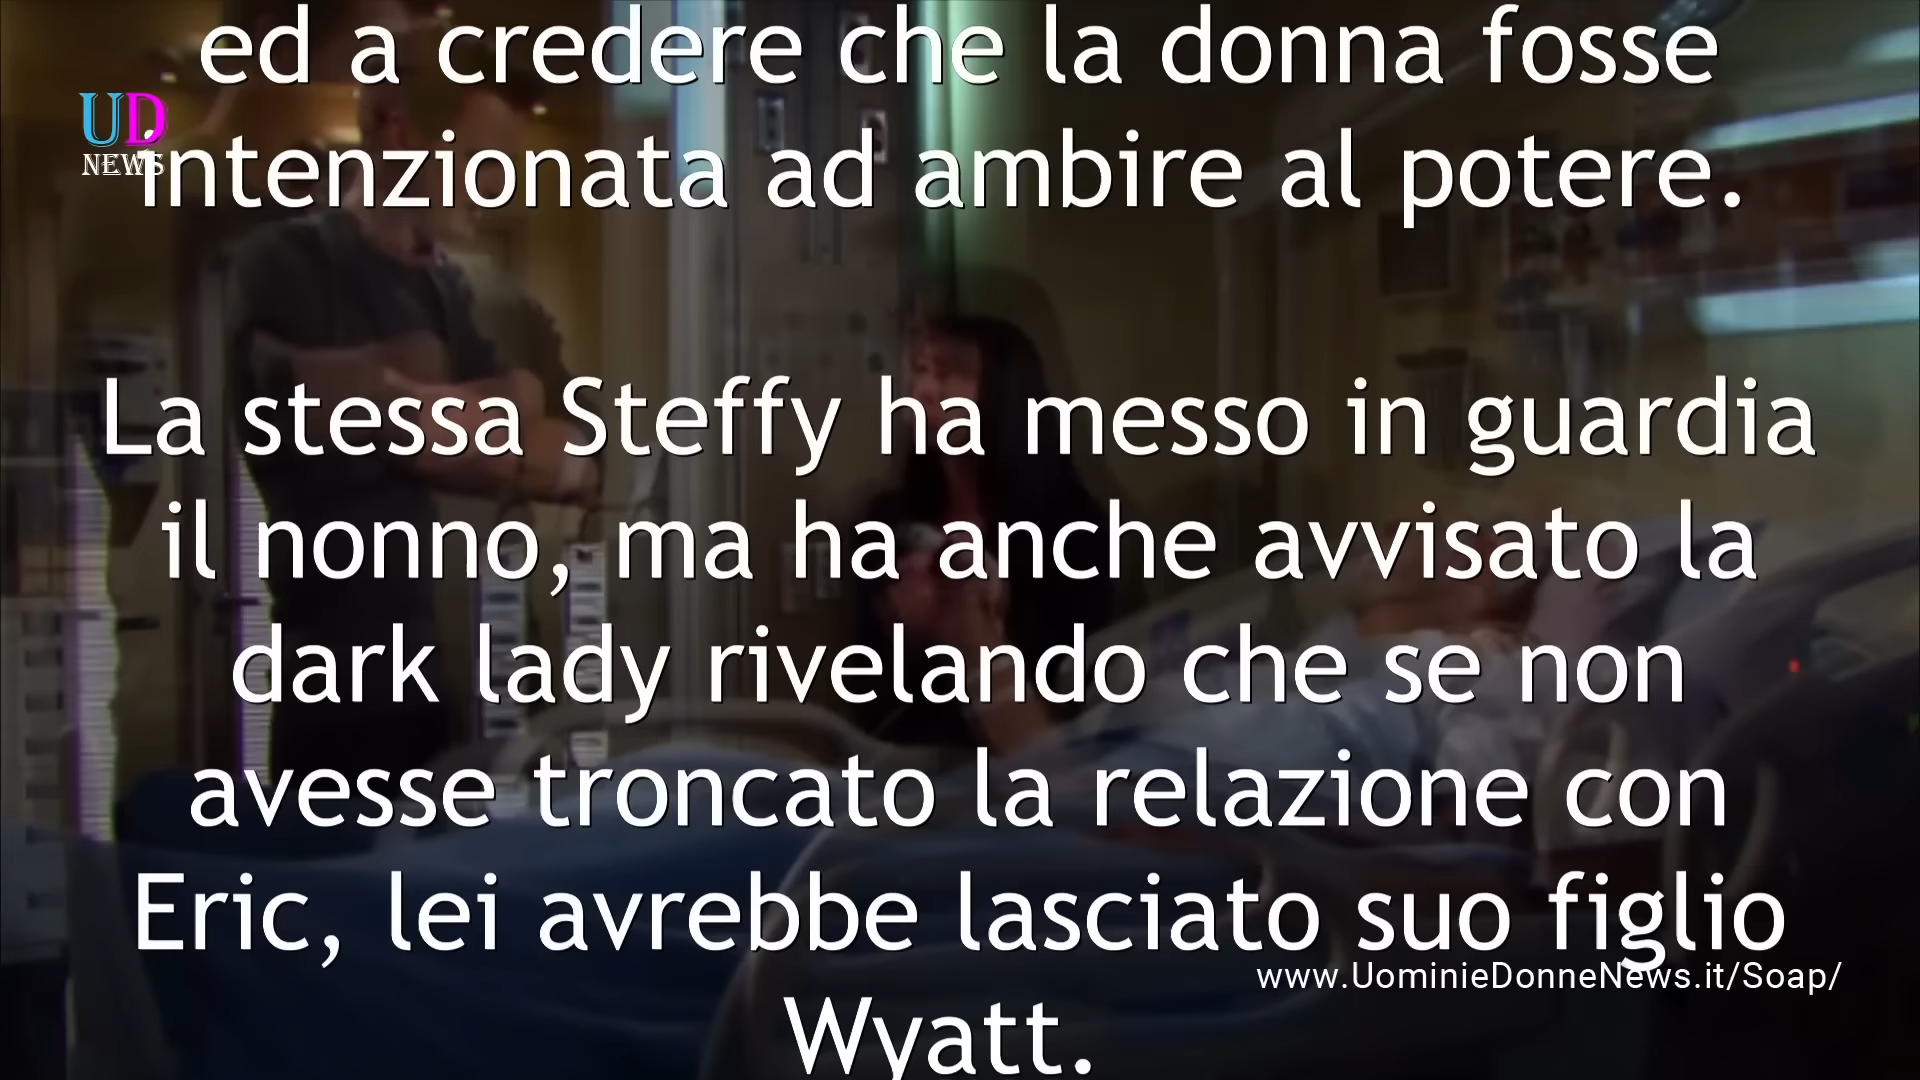 ed a credere che la donna fosse
UD
NEWS
intenzionata ad ambire al potere.
La stessa Steffy ha messo in guardia
il nonno, ma ha anche avvisato la
dark lady rivelando che se non
avesse troncato la relazione con
Eric, lei avrebbe lasciato suo figlio
www.UominieDonneNews.it/Soap/
Wyatt.